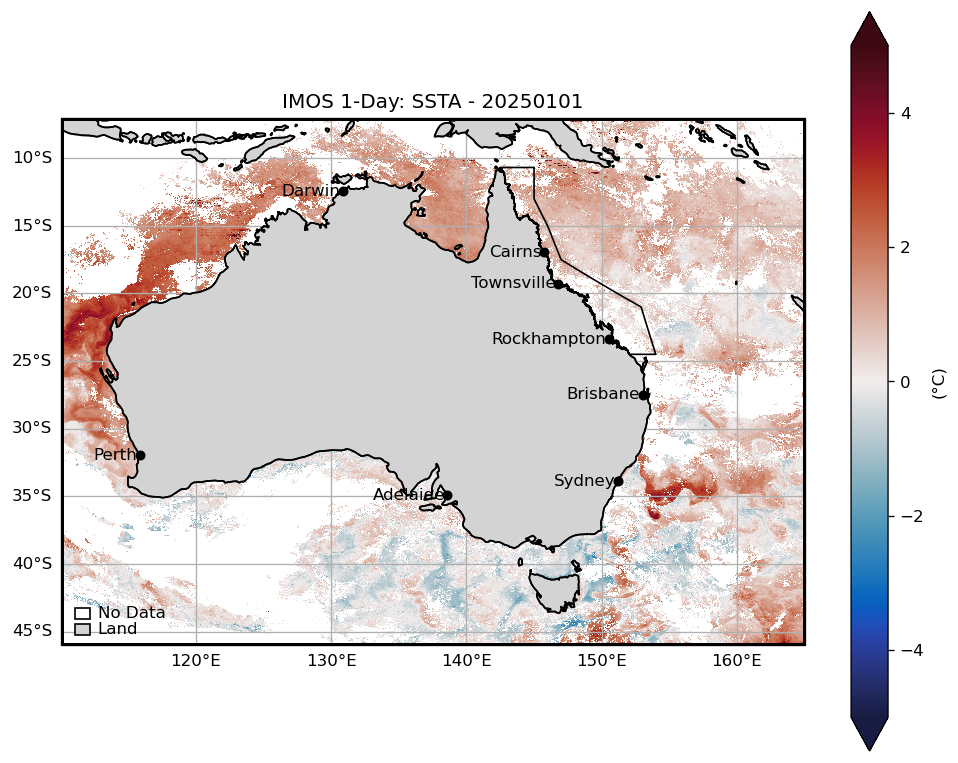 IMOS 1-Day: SSTA - 20250101
10°S
15°S
20°S
25°S
30°S
35°S
40°S
45°S
Darwin
Cairns
Townsville
Rockhampton
Brisbane
Perth
Sydney
Adelaide
No Data
Land
120°E
130°E
140°E
150°E
160°E
4
2
0
−2
−4
(°C)